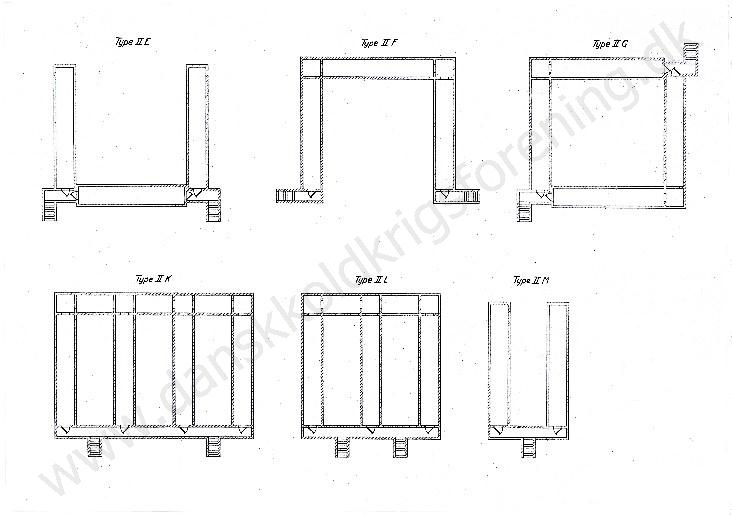 Type II E
Type II F
Type II G
Type II K
Type II L
Type II M
www.danskkoldkrigsforening.dk